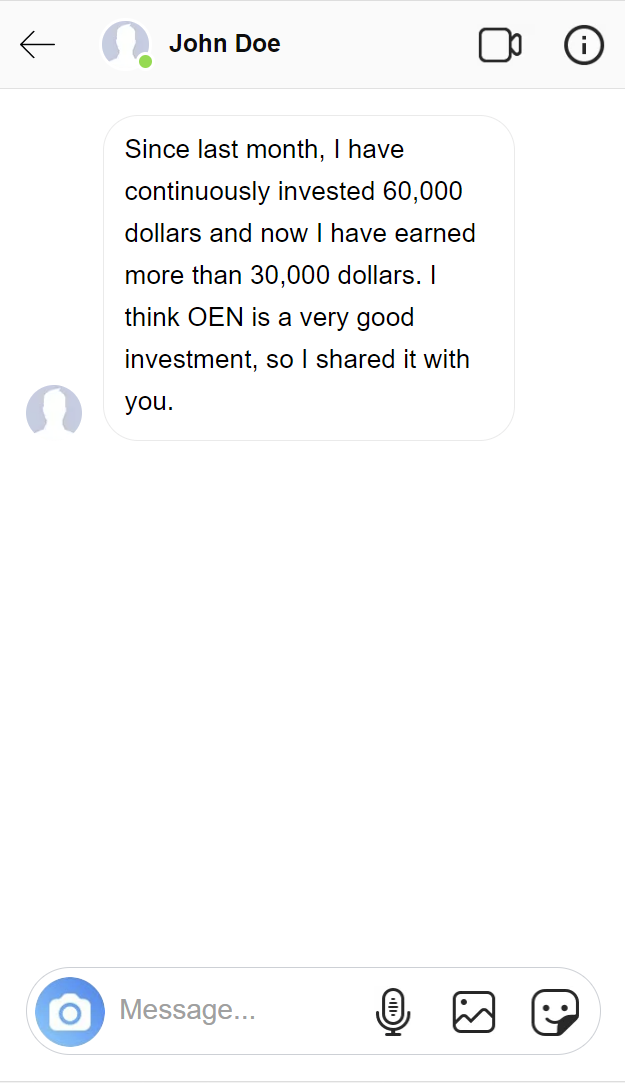 John Doe
Since last month, I have
continuously invested 60,000
dollars and now I have earned
more than 30,000 dollars. I
think OEN is a very good
investment, so I shared it with
you.
Message...